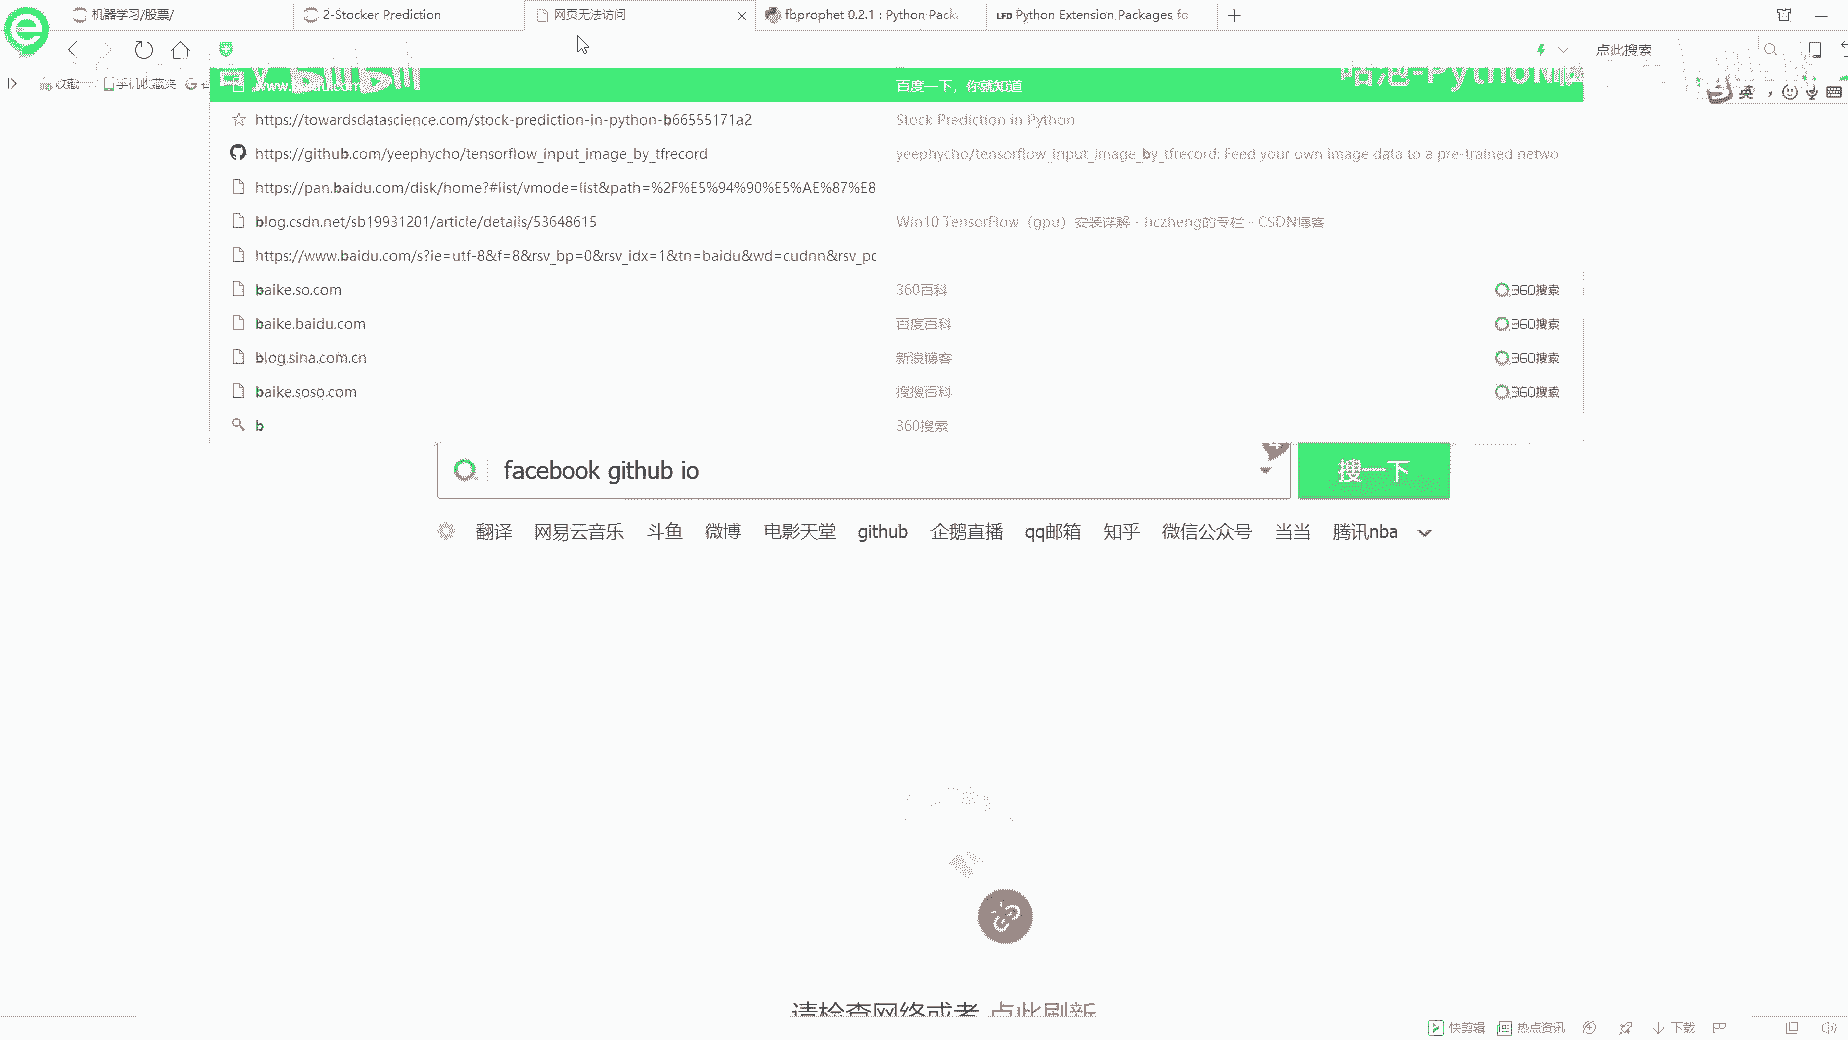 机器学习/股票/
2-Stocker Prediction
网页无法访问
fbprophet 0.2.1 : Python Pack
LFD Python Extension Packages fo
点此搜索
手机收藏夹
英
bilibili
百度一下，你就知道
https://towardsdatascience.com/stock-prediction-in-python-b66555171a2
Stock Prediction in Python
https://github.com/yeephycho/tensorflow_input_image_by_tfrecord
yeephycho/tensorflow_input_image_by_tfrecord: Feed your own image data to a pre-trained netwo
https://pan.baidu.com/disk/home?#list/vmode=list&path=%2F%E5%94%90%E5%AE%87%E8
blog.csdn.net/sb19931201/article/details/53648615
Win10 Tensorflow（gpu）安装详解 - hczheng的专栏 - CSDN博客
https://www.baidu.com/s?ie=utf-8&f=8&rsv_bp=0&rsv_idx=1&tn=baidu&wd=cudnn&rsv_pc
baike.so.com
360百科
360搜索
baike.baidu.com
百度百科
360搜索
blog.sina.com.cn
新浪博客
360搜索
baike.soso.com
搜搜百科
360搜索
b
360搜索
facebook github io
搜一下
翻译 网易云音乐 斗鱼 微博 电影天堂 github 企鹅直播 qq邮箱 知乎 微信公众号 当当 腾讯nba
请检查网络或者 点此刷新
快剪辑 热点资讯 下载